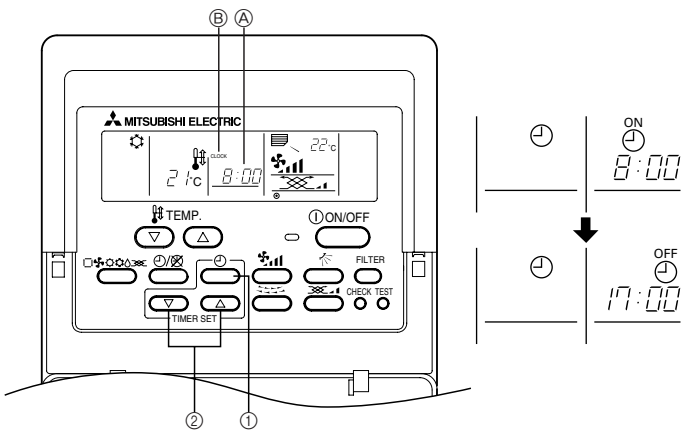 Ⓑ Ⓐ
MITSUBISHI ELECTRIC
CLOCK
21°C 8:00 22°C
TEMP. ON/OFF
FILTER
CHECK TEST
TIMER SET
② ①
ON
8:00
OFF
17:00